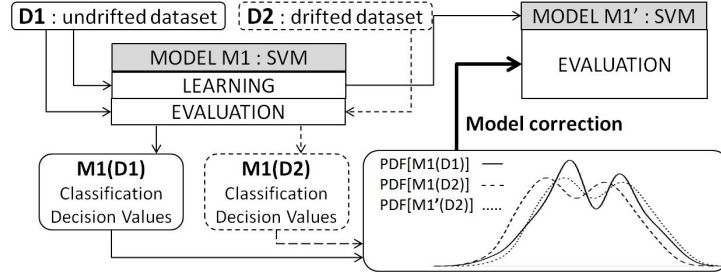 D1 : undrifted dataset
D2 : drifted dataset
MODEL M1’ : SVM
EVALUATION
MODEL M1 : SVM
LEARNING
EVALUATION
Model correction
M1(D1)
Classification
Decision Values
M1(D2)
Classification
Decision Values
PDF[M1(D1)]
PDF[M1(D2)]
PDF[M1’(D2)]